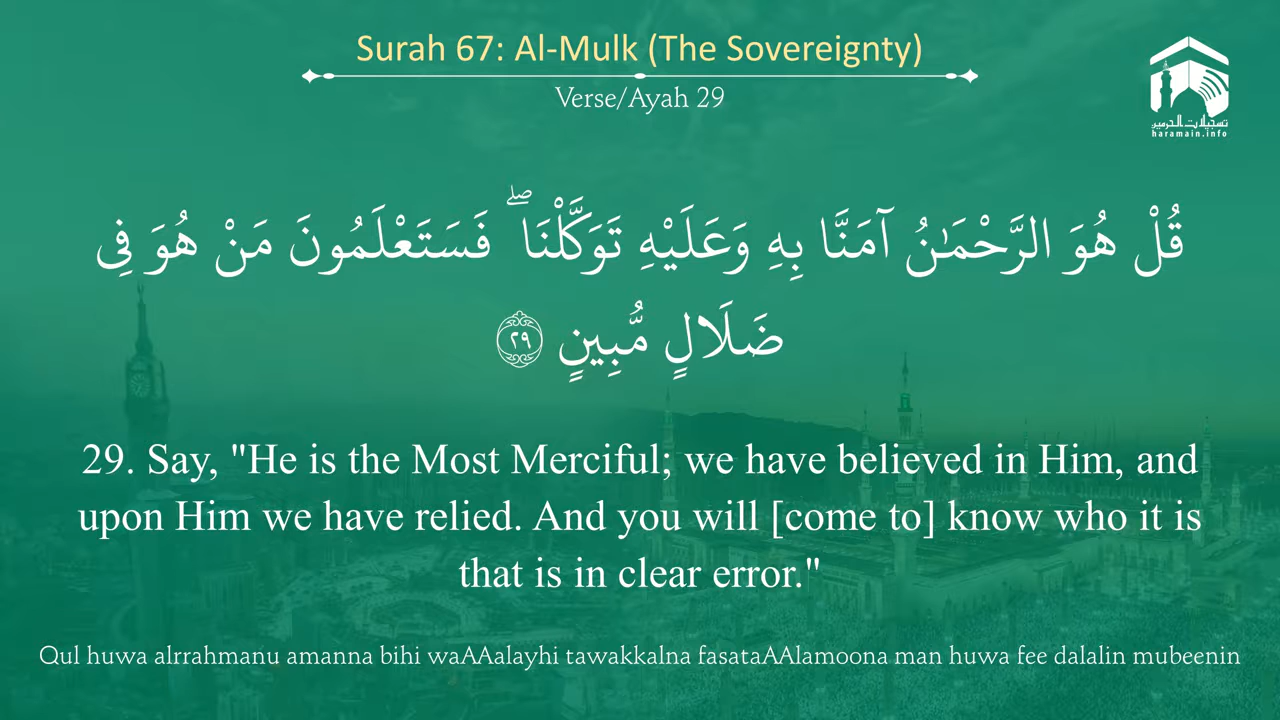 Surah 67: Al-Mulk (The Sovereignty)
Verse/Ayah 29
تسجيلات الحرمين
haramain.info
قُلْ هُوَ الرَّحْمَـٰنُ آمَنَّا بِهِ وَعَلَيْهِ تَوَكَّلْنَا ۖ فَسَتَعْلَمُونَ مَنْ هُوَ فِى
ضَلَالٍ مُّبِينٍ ٢٩
29. Say, "He is the Most Merciful; we have believed in Him, and
upon Him we have relied. And you will [come to] know who it is
that is in clear error."
Qul huwa alrrahmanu amanna bihi waAAalayhi tawakkalna fasataAAlamoona man huwa fee dalalin mubeenin